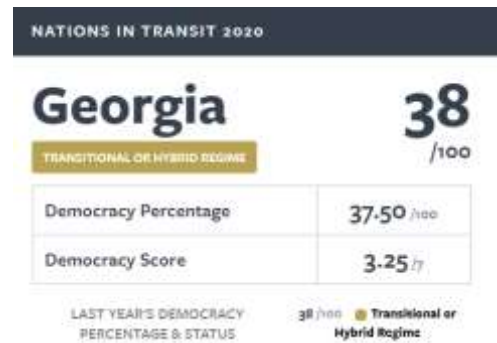 NATIONS IN TRANSIT 2020
Georgia
38
/100
TRANSITIONAL OR HYBRID REGIME
Democracy Percentage 37.50 /100
Democracy Score 3.25 /7
LAST YEAR'S DEMOCRACY PERCENTAGE & STATUS
38 /100 Transitional or Hybrid Regime